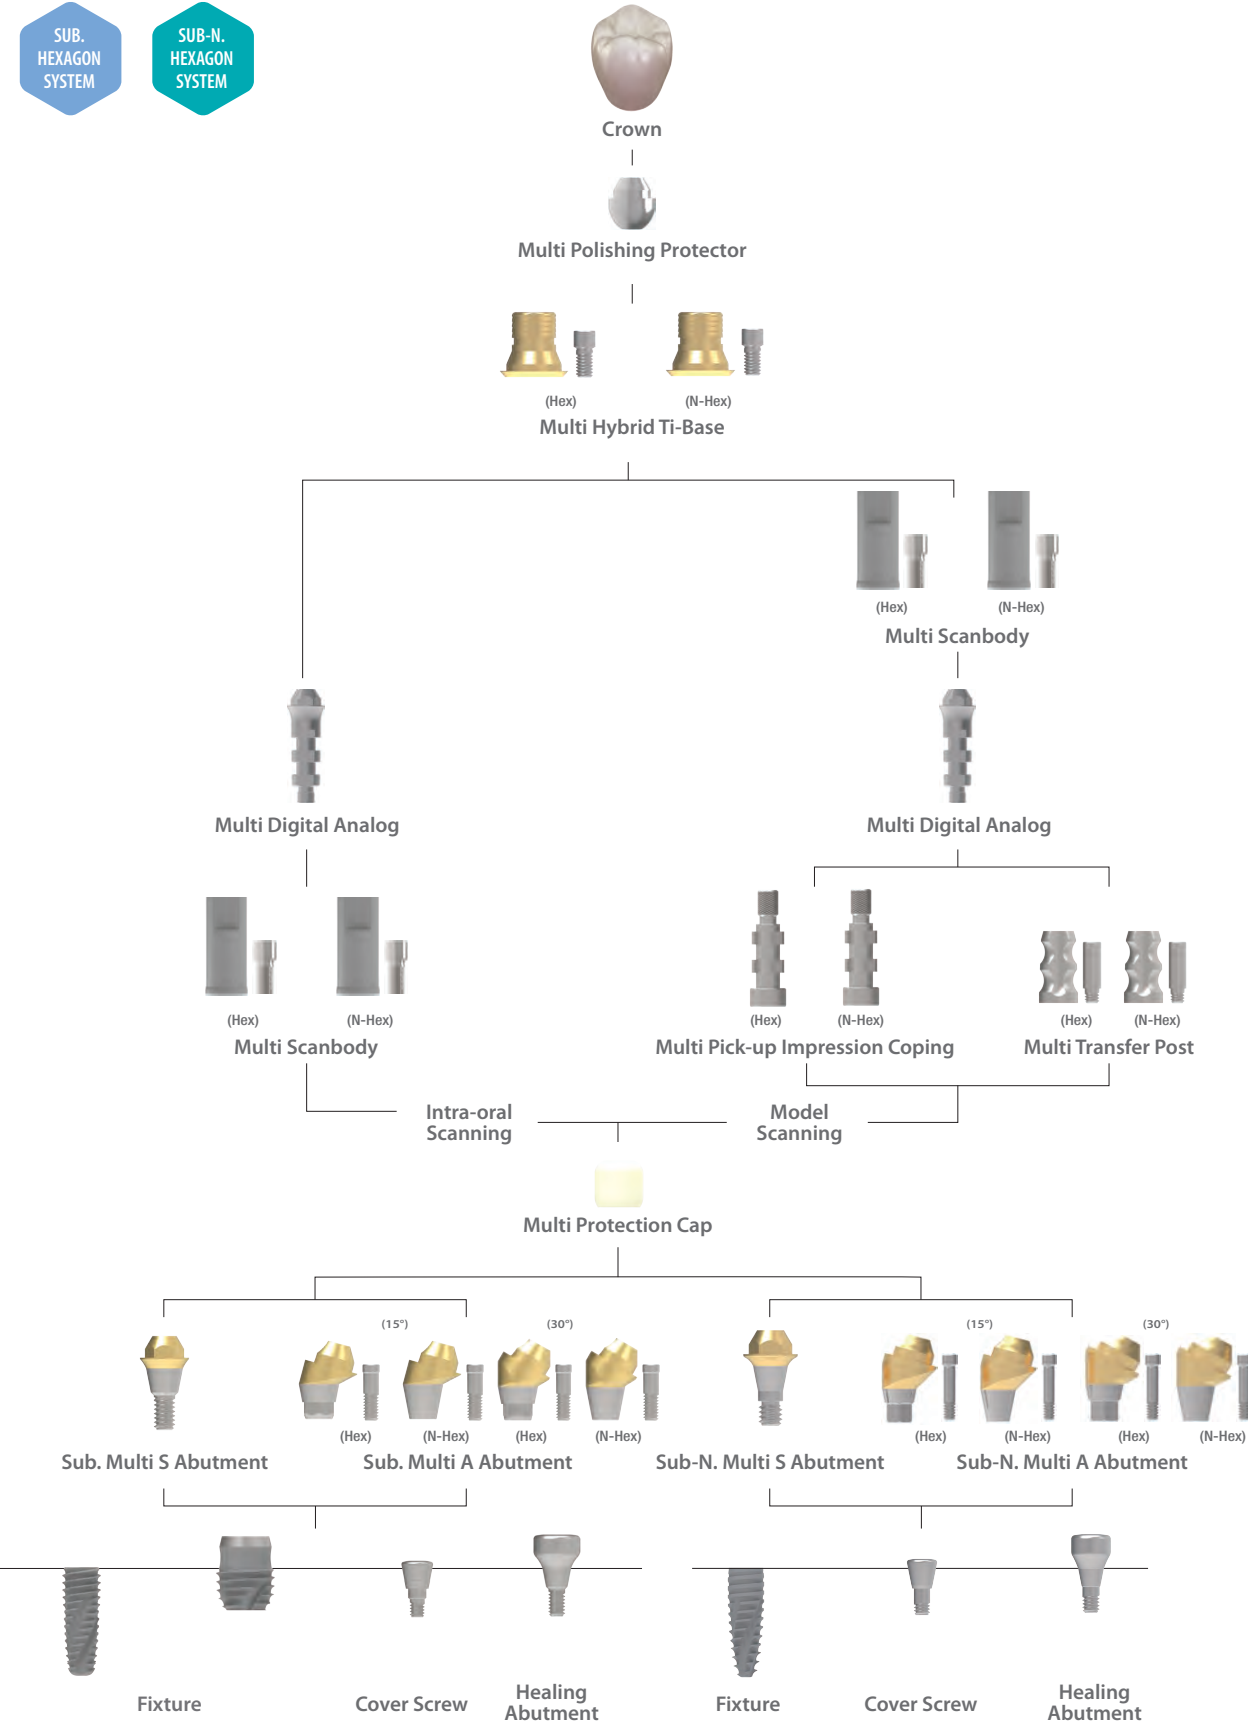 SUB.
HEXAGON
SYSTEM
SUB-N.
HEXAGON
SYSTEM
Crown
Multi Polishing Protector
(Hex)
(N-Hex)
Multi Hybrid Ti-Base
(Hex)
(N-Hex)
Multi Scanbody
Multi Digital Analog
Multi Digital Analog
(Hex)
(N-Hex)
Multi Scanbody
(Hex)
(N-Hex)
Multi Pick-up Impression Coping
(Hex)
(N-Hex)
Multi Transfer Post
Intra-oral
Scanning
Model
Scanning
Multi Protection Cap
(15°)
(30°)
(15°)
(30°)
(Hex)
(N-Hex)
(Hex)
(N-Hex)
(Hex)
(N-Hex)
(Hex)
(N-Hex)
Sub. Multi S Abutment
Sub. Multi A Abutment
Sub-N. Multi S Abutment
Sub-N. Multi A Abutment
Fixture
Cover Screw
Healing
Abutment
Fixture
Cover Screw
Healing
Abutment